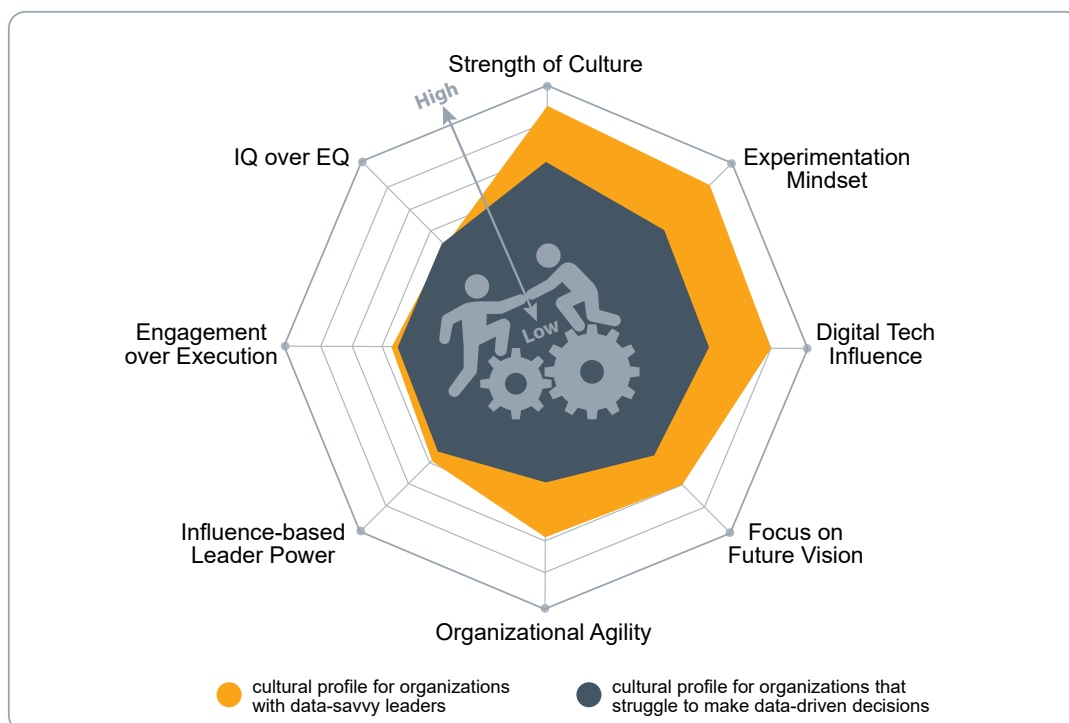 Strength of Culture
High
IQ over EQ
Experimentation
Mindset
Engagement
over Execution
Low
Digital Tech
Influence
Influence-based
Leader Power
Focus on
Future Vision
Organizational Agility
cultural profile for organizations
with data-savvy leaders
cultural profile for organizations that
struggle to make data-driven decisions